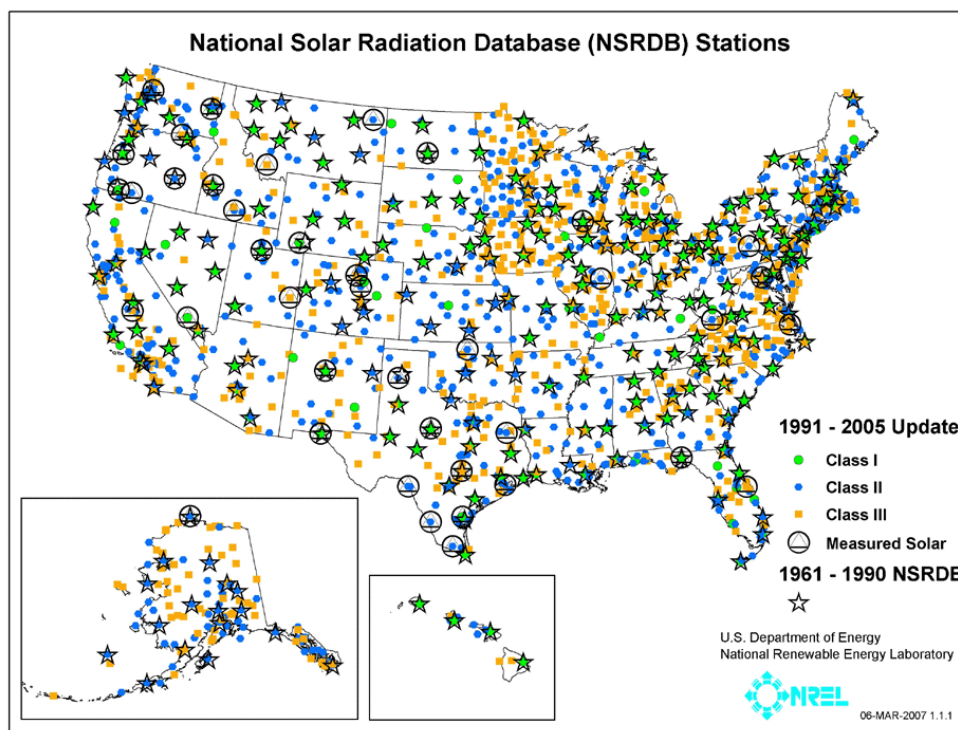 National Solar Radiation Database (NSRDB) Stations
1991 - 2005 Update
Class I
Class II
Class III
Measured Solar
1961 - 1990 NSRDB
U.S. Department of Energy
National Renewable Energy Laboratory
NREL
06-MAR-2007 1.1.1